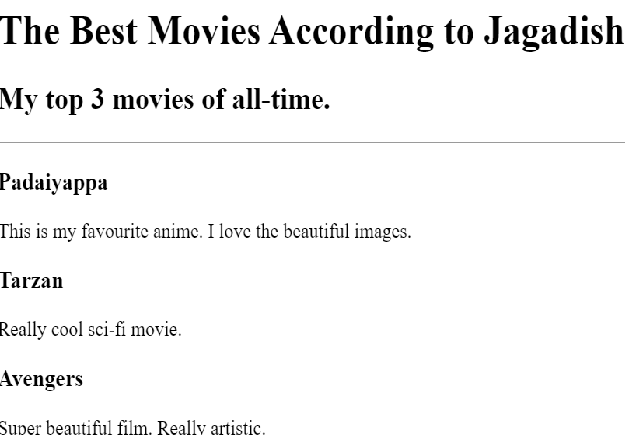 The Best Movies According to Jagadish
My top 3 movies of all-time.
Padaiyappa
This is my favourite anime. I love the beautiful images.
Tarzan
Really cool sci-fi movie.
Avengers
Super beautiful film. Really artistic.